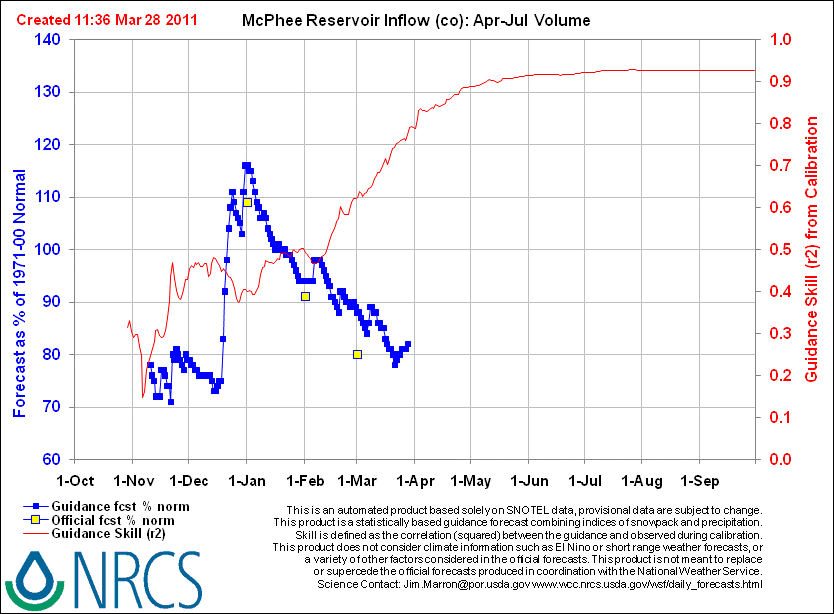 Created 11:36 Mar 28 2011
McPhee Reservoir Inflow (co): Apr-Jul Volume
Forecast as % of 1971-00 Normal
140
130
120
110
100
90
80
70
60
1.0
0.9
0.8
0.7
0.6
0.5
0.4
0.3
0.2
0.1
0.0
Guidance Skill (r2) from Calibration
1-Oct 1-Nov 1-Dec 1-Jan 1-Feb 1-Mar 1-Apr 1-May 1-Jun 1-Jul 1-Aug 1-Sep
Guidance fcst % norm
Official fcst % norm
Guidance Skill (r2)
This is an automated product based solely on SNOTEL data, provisional data are subject to change.
This product is a statistically based guidance forecast combining indices of snowpack and precipitation.
Skill is defined as the correlation (squared) between the guidance and observed during calibration.
This product does not consider climate information such as El Nino or short range weather forecasts, or
a variety of other factors considered in the official forecasts. This product is not meant to replace
or supercede the official forecasts produced in coordination with the National Weather Service.
Science Contact: Jim.Marron@por.usda.gov www.wcc.nrcs.usda.gov/wsf/daily_forecasts.html
NRCS